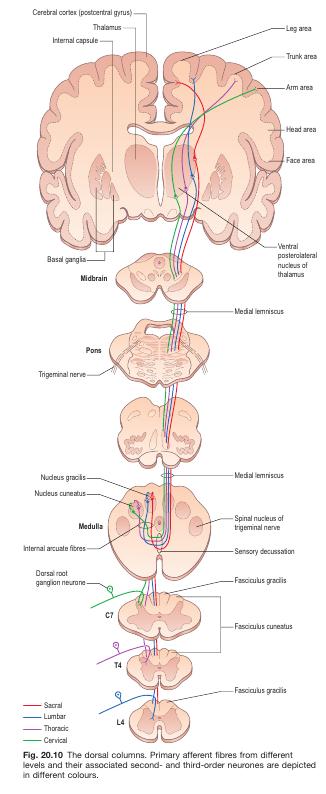 Cerebral cortex (postcentral gyrus)
Thalamus
Internal capsule
Leg area
Trunk area
Arm area
Head area
Face area
Ventral
posterolateral
nucleus of
thalamus
Basal ganglia
Midbrain
Medial lemniscus
Pons
Trigeminal nerve
Medial lemniscus
Nucleus gracilis
Nucleus cuneatus
Spinal nucleus of
trigeminal nerve
Medulla
Internal arcuate fibres
Sensory decussation
Dorsal root
ganglion neurone
Fasciculus gracilis
C7
Fasciculus cuneatus
T4
Fasciculus gracilis
L4
Sacral
Lumbar
Thoracic
Cervical
Fig. 20.10 The dorsal columns. Primary afferent fibres from different
levels and their associated second- and third-order neurones are depicted
in different colours.